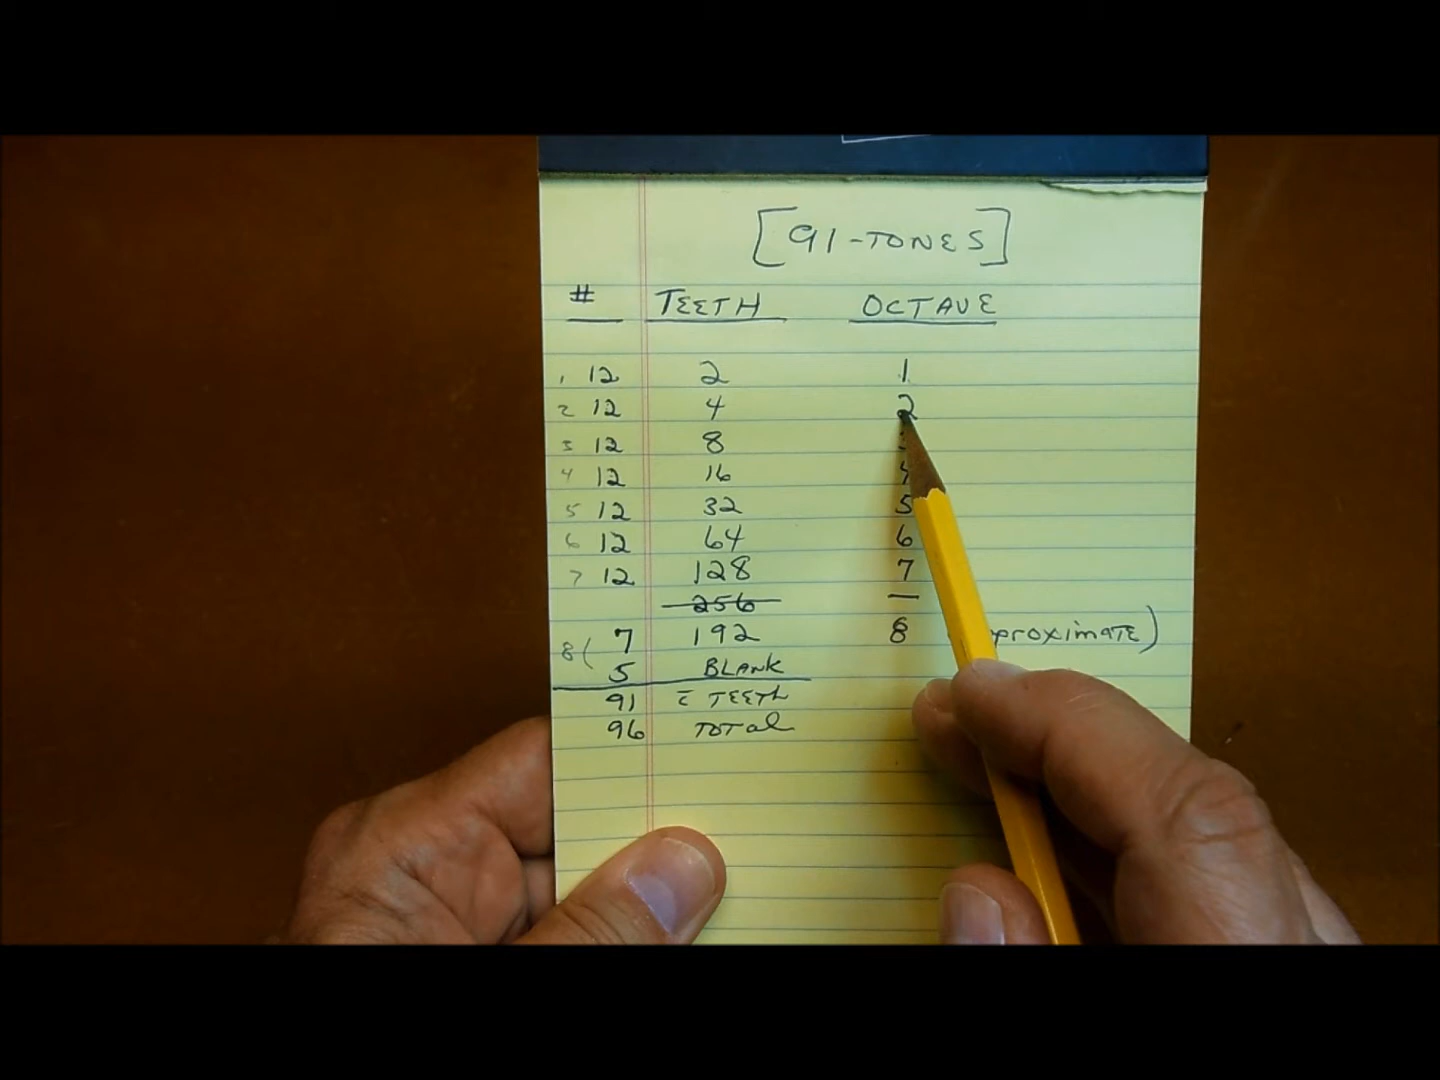 [91-TONES]
# TEETH OCTAVE
1 12 2 1
2 12 4 2
3 12 8
4 12 16 4
5 12 32 5
6 12 64 6
7 12 128 7
256
7 192 8 proximate)
8( 5 BLANK
91 c̄ TEETH
96 TOTAL